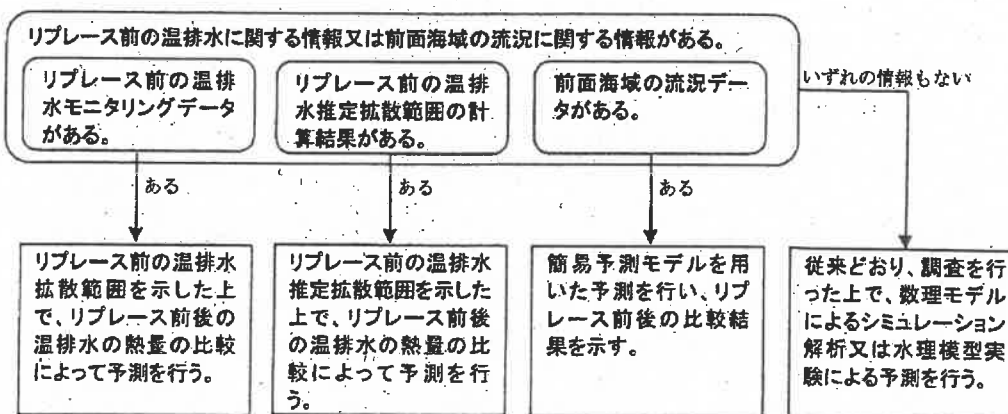 リプレース前の温排水に関する情報又は前面海域の流況に関する情報がある。
リプレース前の温排
水モニタリングデータ
がある。
リプレース前の温排
水推定拡散範囲の計
算結果がある。
前面海域の流況デー
タがある。
いずれの情報もない
ある
ある
ある
リプレース前の温排水
拡散範囲を示した上
で、リプレース前後の
温排水の熱量の比較
によって予測を行う。
リプレース前の温排水
推定拡散範囲を示した
上で、リプレース前後
の温排水の熱量の比
較によって予測を行
う。
簡易予測モデルを用
いた予測を行い、リプ
レース前後の比較結
果を示す。
従来どおり、調査を行
った上で、数理モデル
によるシミュレーション
解析又は水理模型実
験による予測を行う。